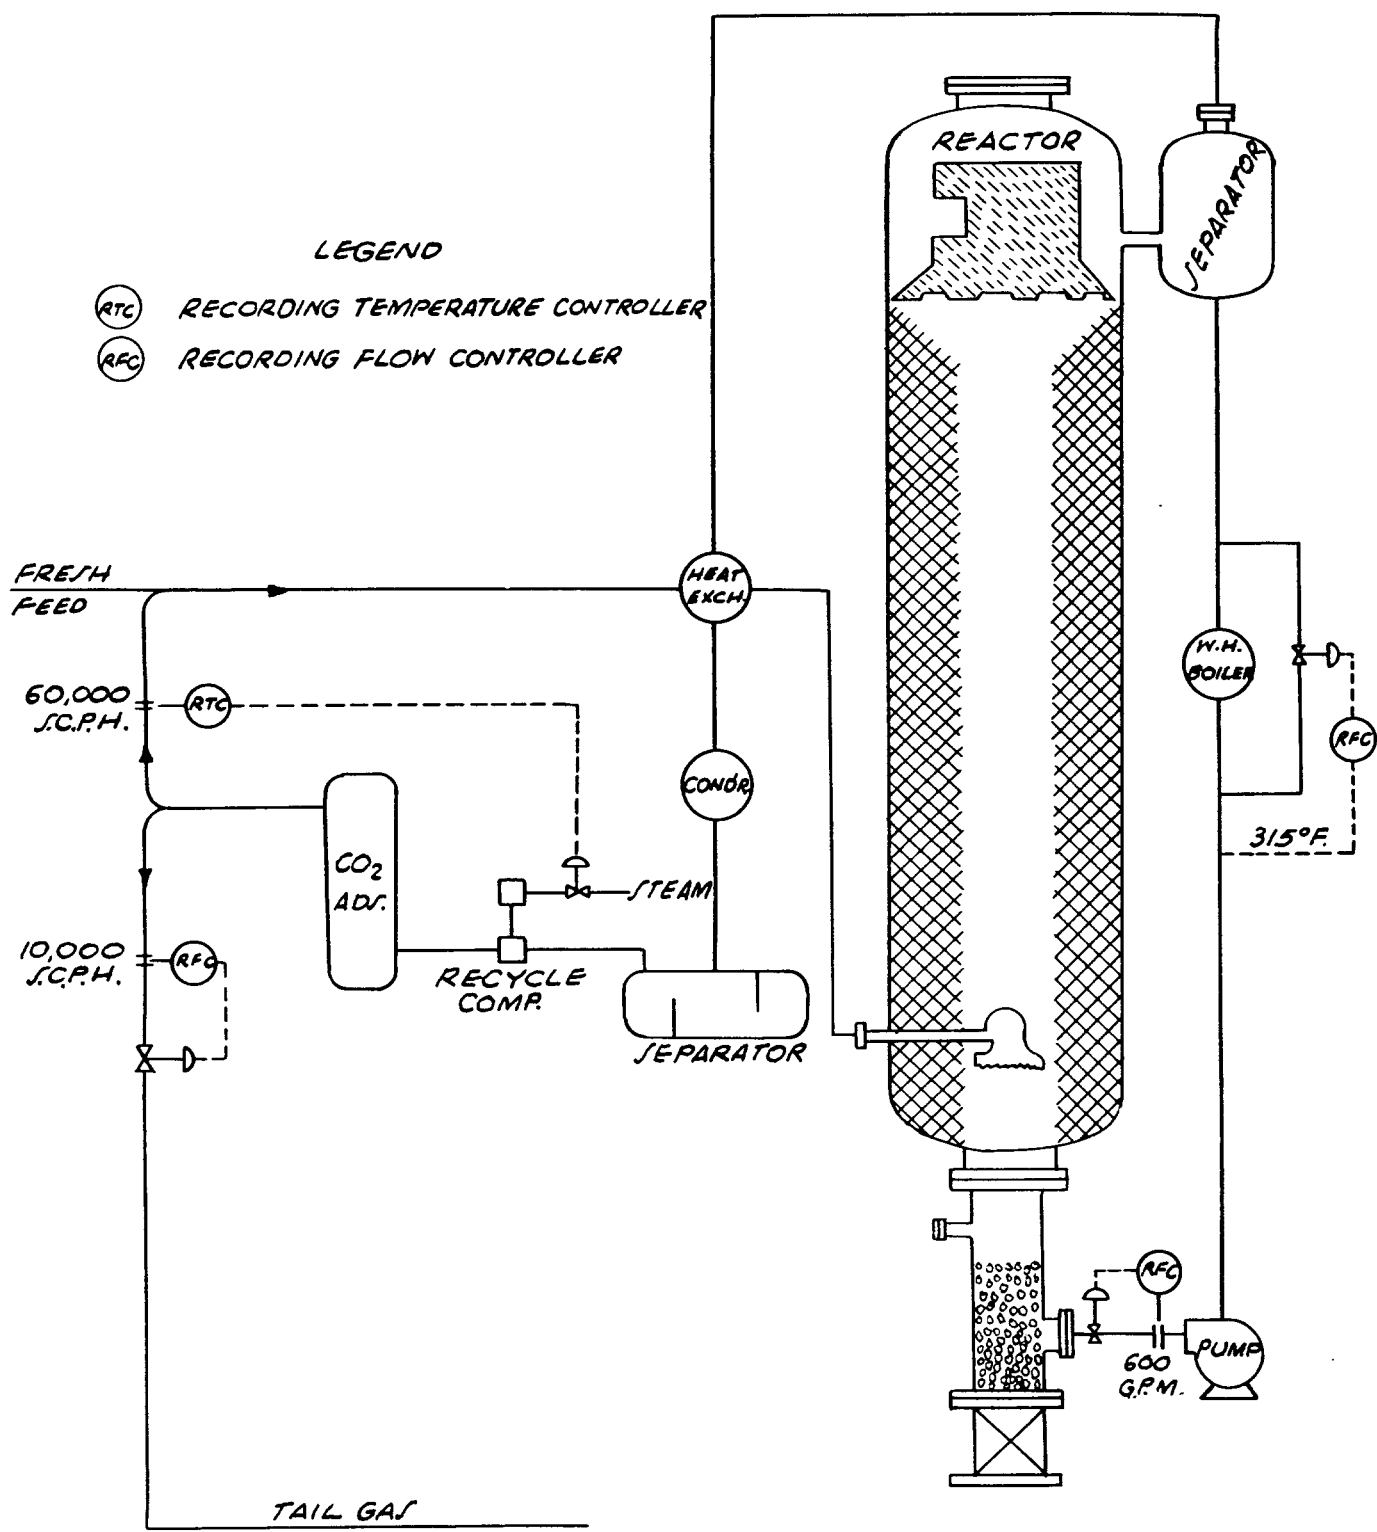 REACTOR
SEPARATOR
LEGEND
RTC RECORDING TEMPERATURE CONTROLLER
RFC RECORDING FLOW CONTROLLER
FRESH
FEED
HEAT
EXCH.
W.H.
BOILER
60,000
S.C.P.H.
RTC
RFC
COND'R.
315°F.
CO2
ADS.
STEAM
10,000
S.C.P.H.
RFC
RECYCLE
COMP.
SEPARATOR
RFC
PUMP
600
G.P.M.
TAIL GAS